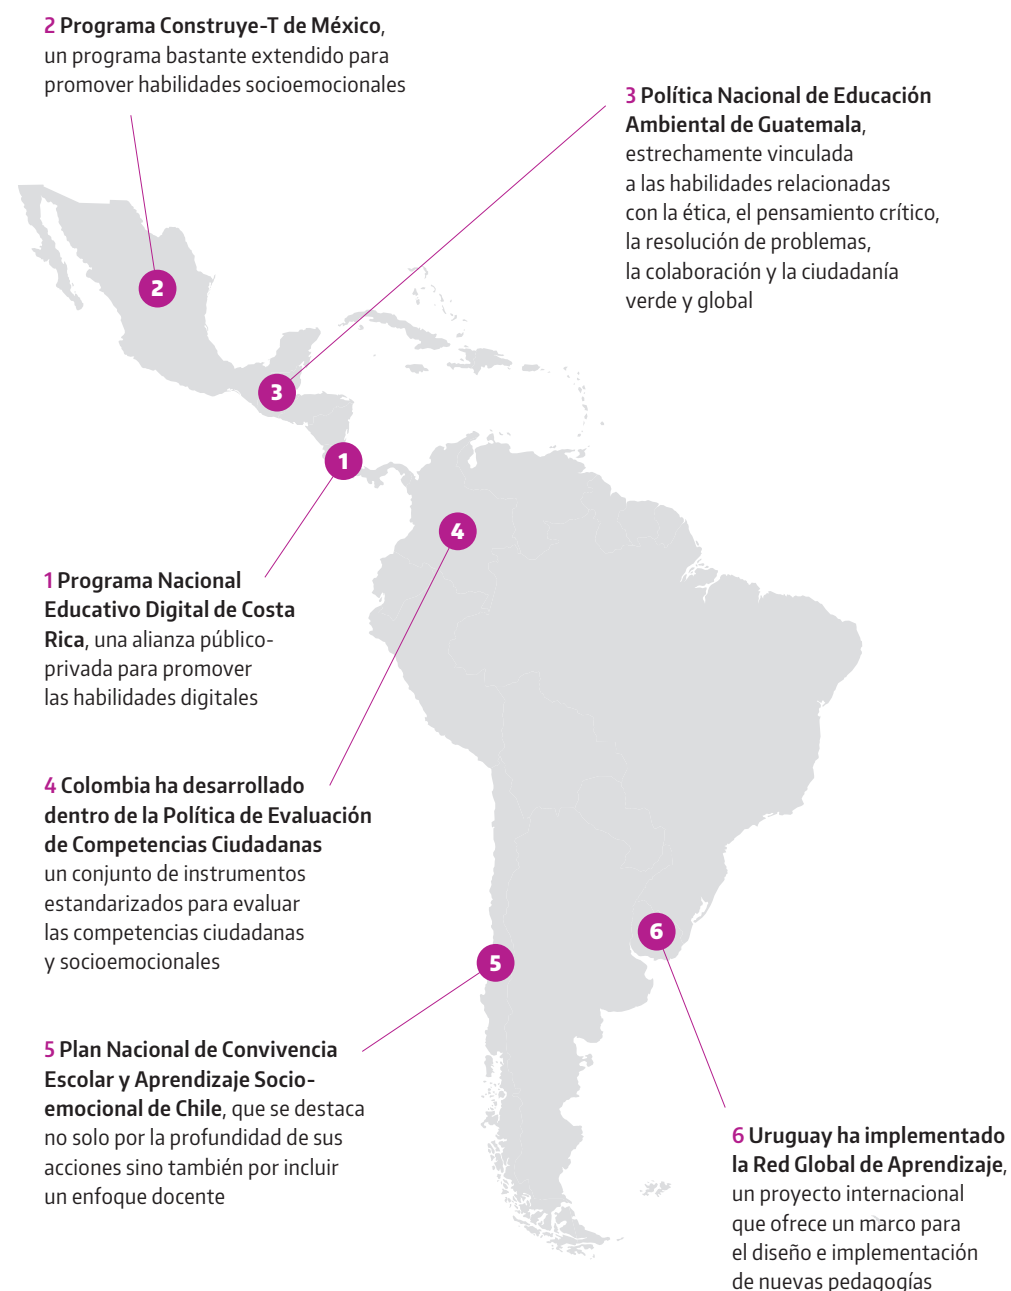 2 Programa Construye-T de México,
un programa bastante extendido para
promover habilidades socioemocionales
3 Política Nacional de Educación
Ambiental de Guatemala,
estrechamente vinculada
a las habilidades relacionadas
con la ética, el pensamiento crítico,
la resolución de problemas,
la colaboración y la ciudadanía
verde y global
2
3
1
4
1 Programa Nacional
Educativo Digital de Costa
Rica, una alianza público-
privada para promover
las habilidades digitales
4 Colombia ha desarrollado
dentro de la Política de Evaluación
de Competencias Ciudadanas
un conjunto de instrumentos
estandarizados para evaluar
las competencias ciudadanas
y socioemocionales
6
5
5 Plan Nacional de Convivencia
Escolar y Aprendizaje Socio-
emocional de Chile, que se destaca
no solo por la profundidad de sus
acciones sino también por incluir
un enfoque docente
6 Uruguay ha implementado
la Red Global de Aprendizaje,
un proyecto internacional
que ofrece un marco para
el diseño e implementación
de nuevas pedagogías